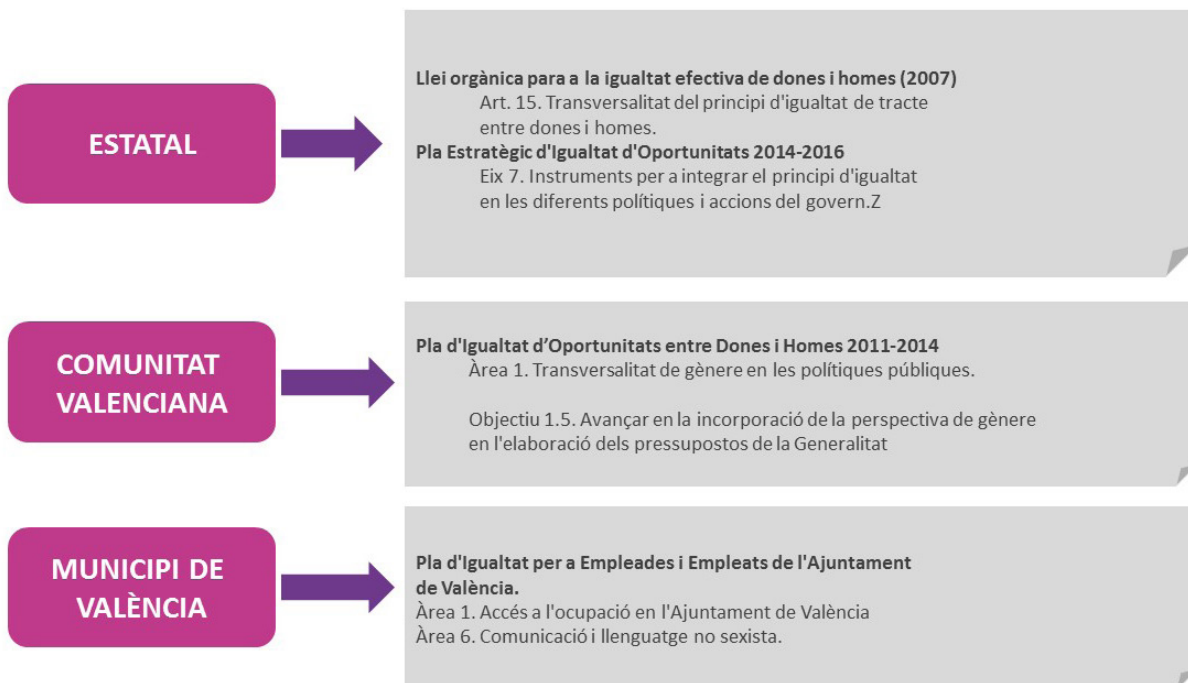 ESTATAL
Llei orgànica para a la igualtat efectiva de dones i homes (2007)
Art. 15. Transversalitat del principi d'igualtat de tracte
entre dones i homes.
Pla Estratègic d'Igualtat d'Oportunitats 2014-2016
Eix 7. Instruments per a integrar el principi d'igualtat
en les diferents polítiques i accions del govern.Z
COMUNITAT
VALENCIANA
Pla d'Igualtat d’Oportunitats entre Dones i Homes 2011-2014
Àrea 1. Transversalitat de gènere en les polítiques públiques.
Objectiu 1.5. Avançar en la incorporació de la perspectiva de gènere
en l'elaboració dels pressupostos de la Generalitat
MUNICIPI DE
VALÈNCIA
Pla d'Igualtat per a Empleades i Empleats de l'Ajuntament
de València.
Àrea 1. Accés a l'ocupació en l'Ajuntament de València
Àrea 6. Comunicació i llenguatge no sexista.